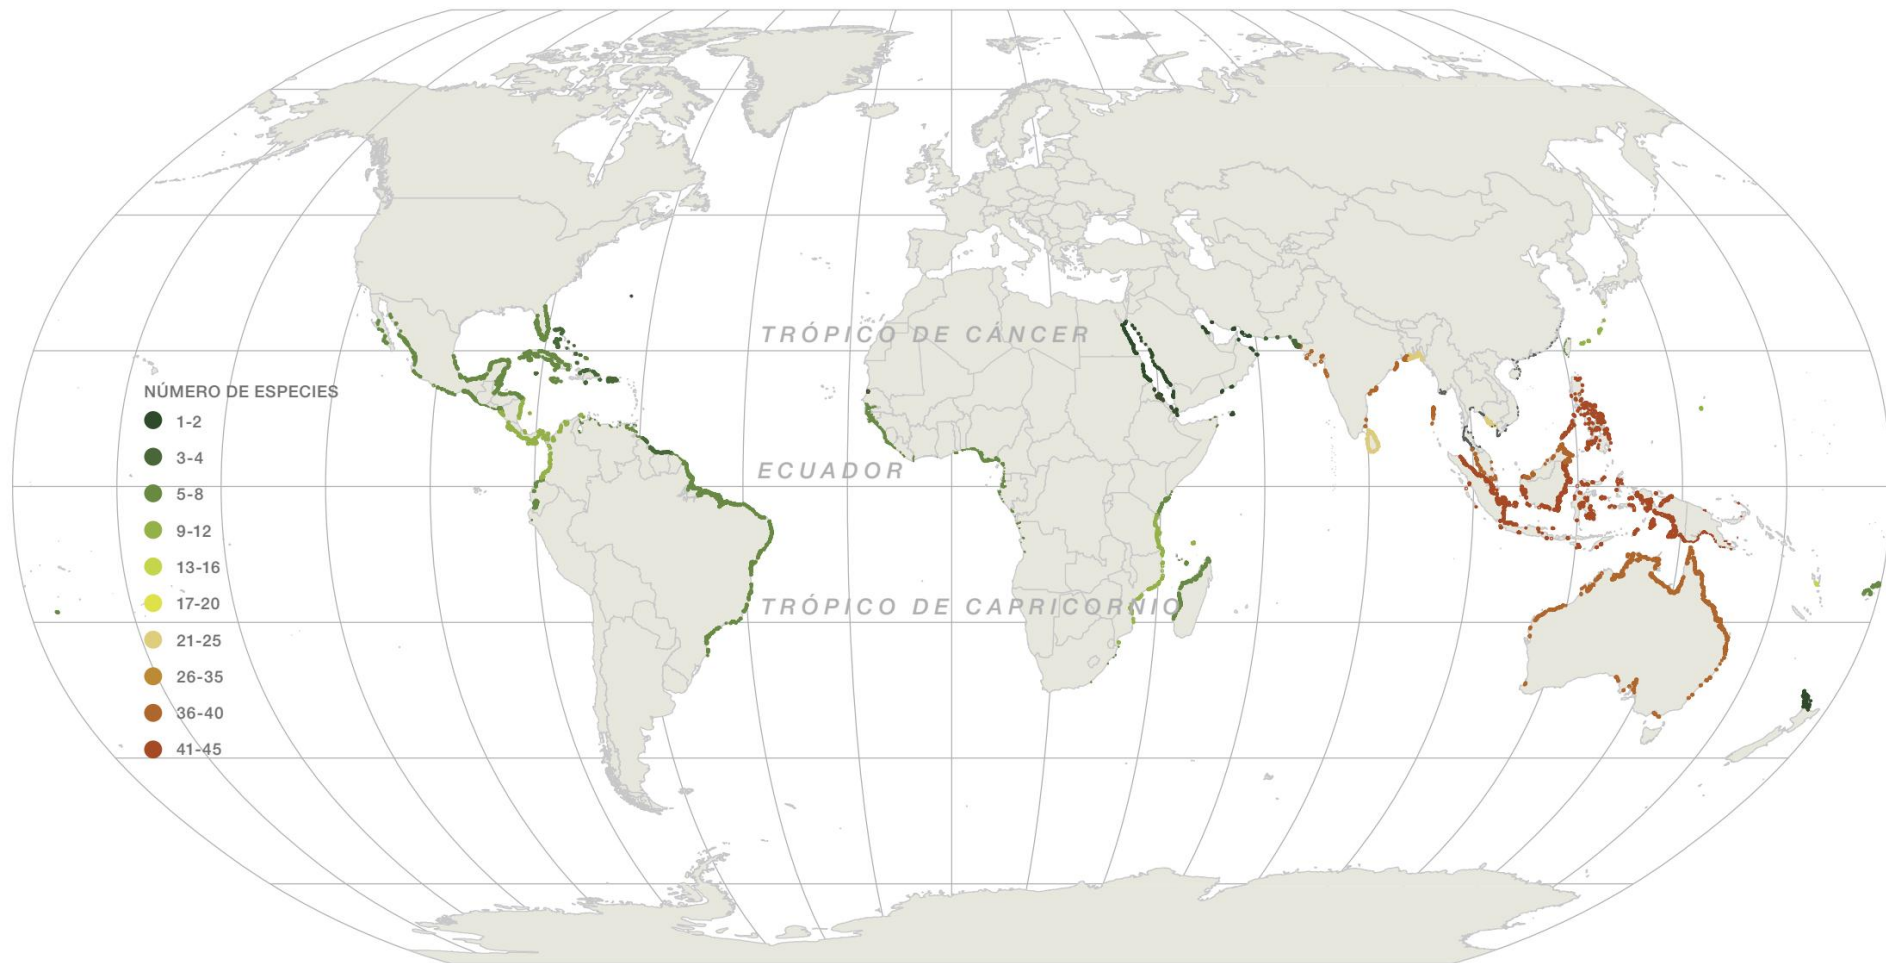 TRÓPICO DE CÁNCER
NÚMERO DE ESPECIES
1-2
3-4
5-8
9-12
13-16
17-20
21-25
26-35
36-40
41-45
ECUADOR
TRÓPICO DE CAPRICORNIO